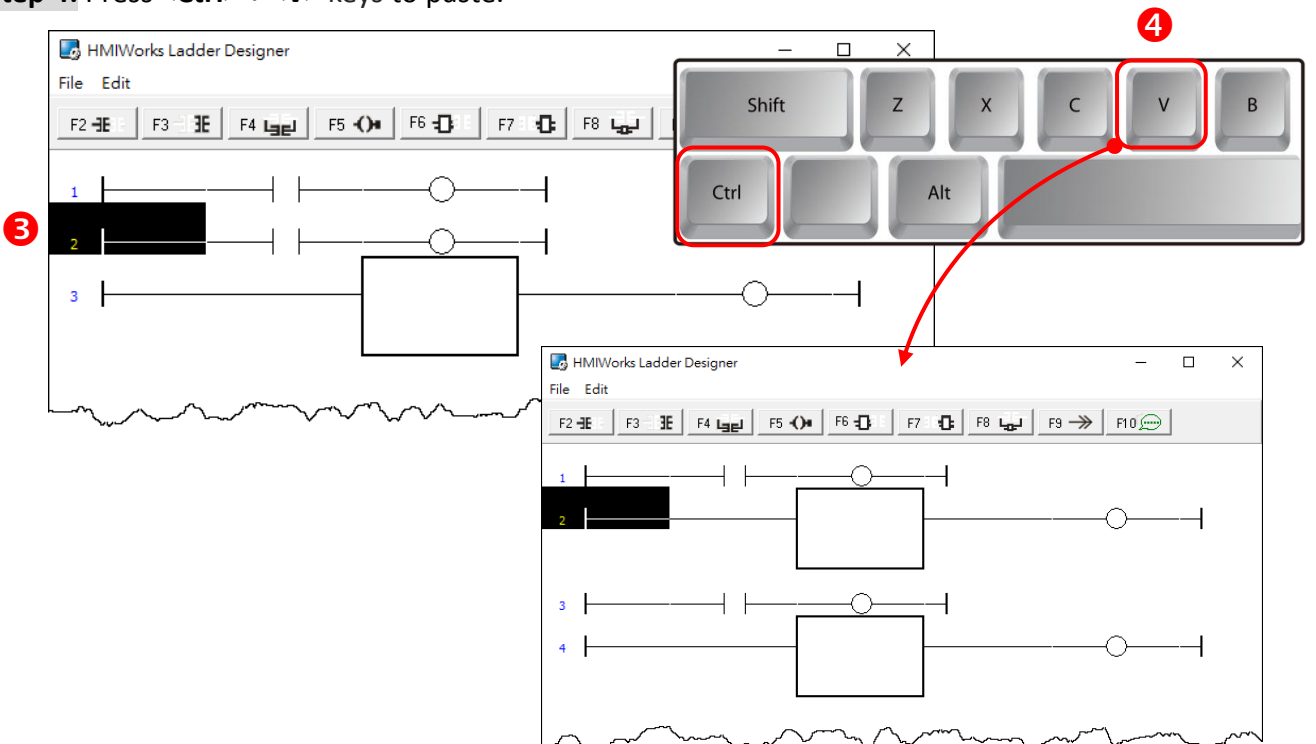 keys to paste.
4
HMIWorks Ladder Designer
File Edit
F2 F3 F4 F5 F6 F7 F8
Shift Z X C V B
Ctrl Alt
1
3
2
3
HMIWorks Ladder Designer
File Edit
F2 F3 F4 F5 F6 F7 F8 F9 F10
1
2
3
4